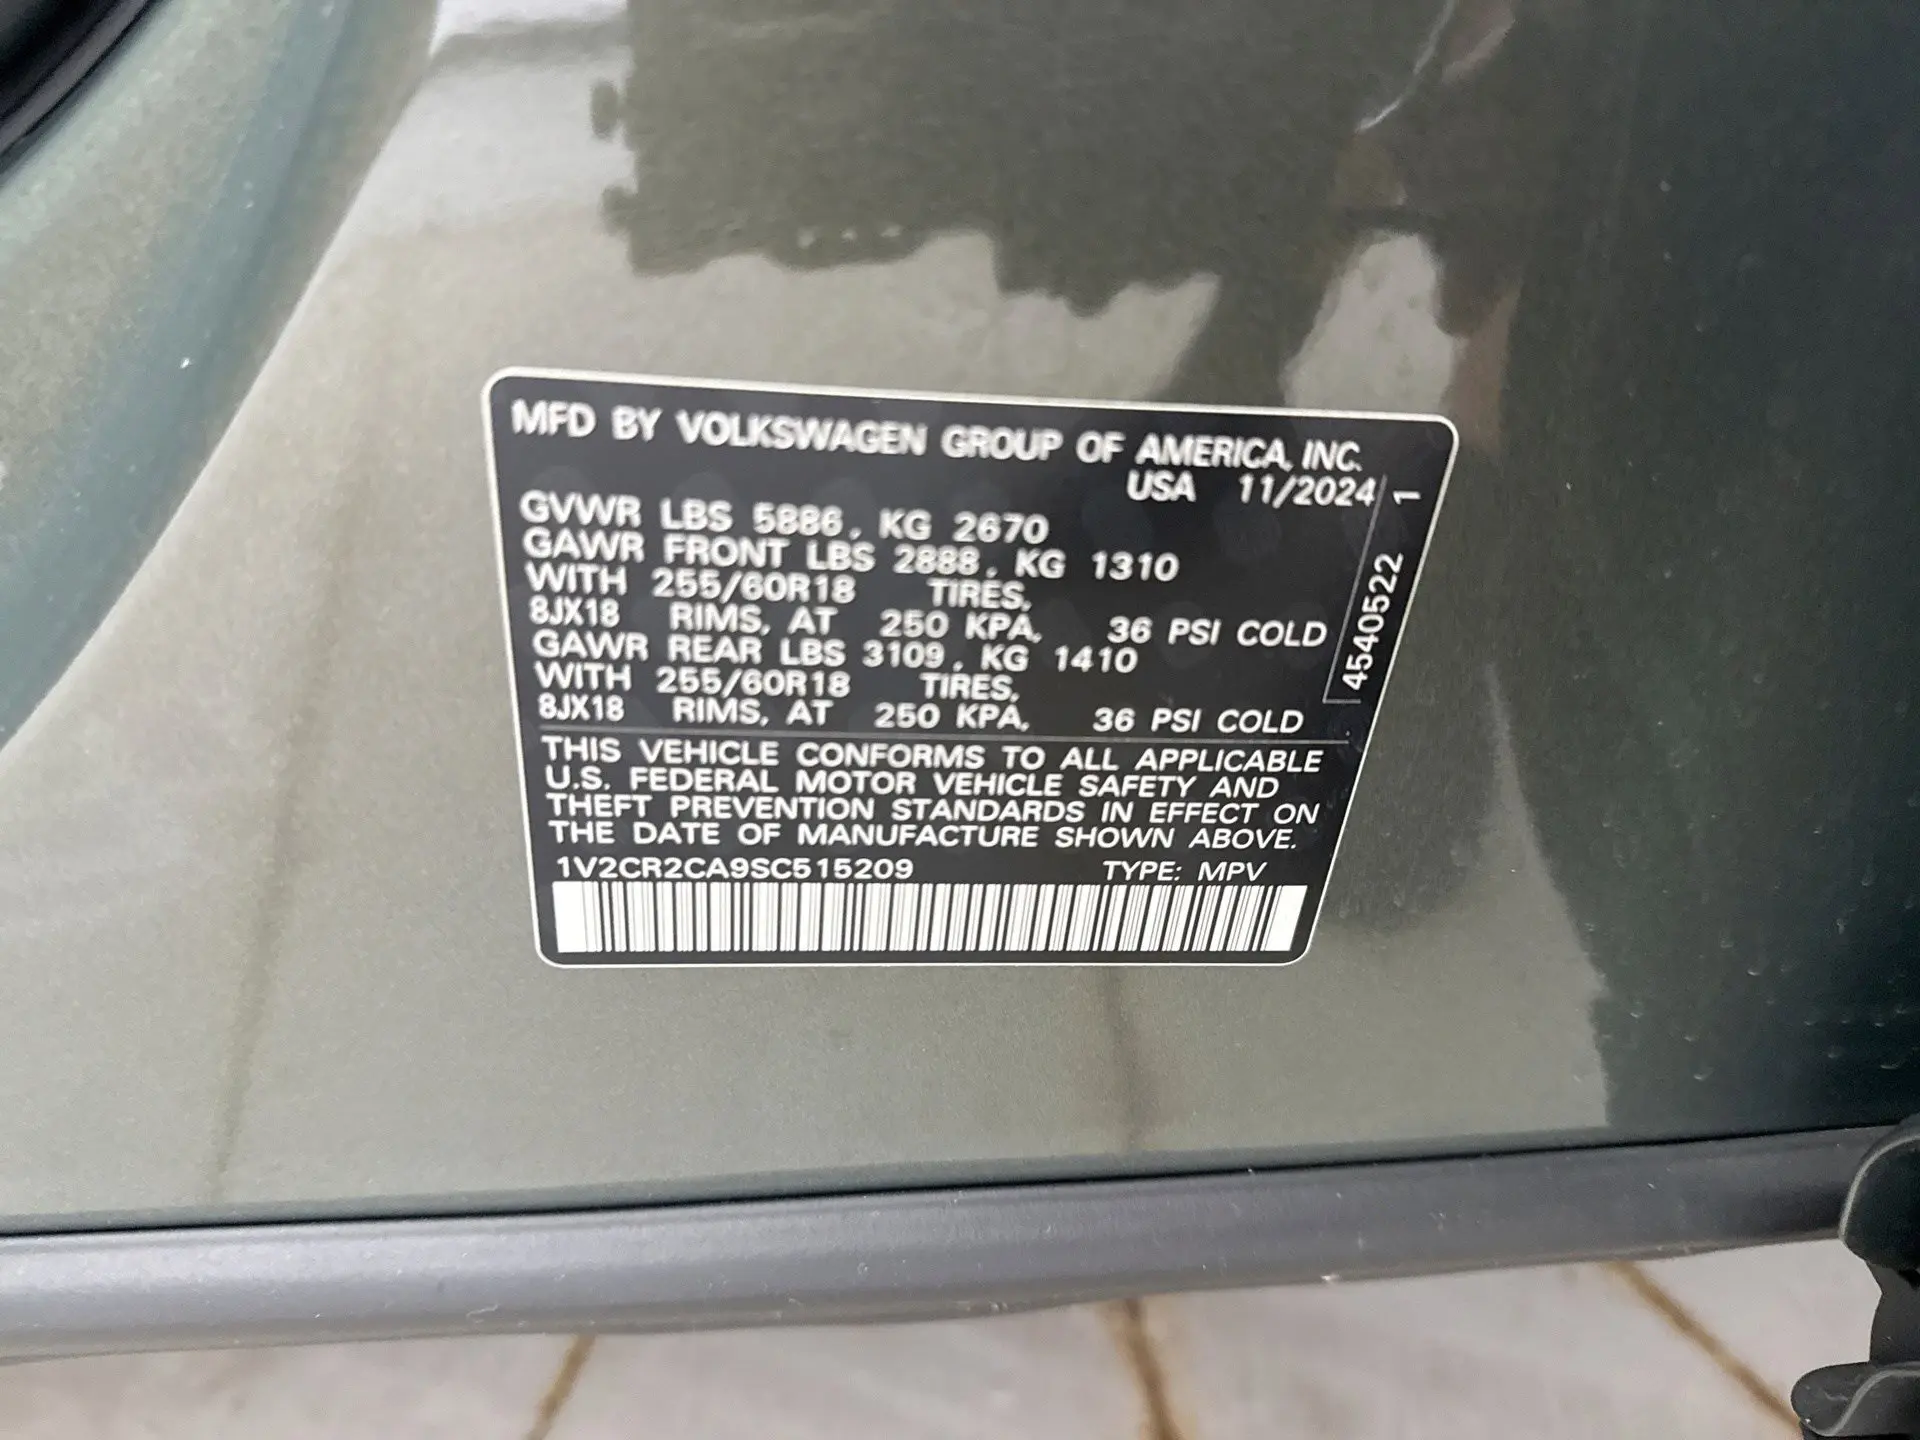 MFD BY VOLKSWAGEN GROUP OF AMERICA, INC.
USA 11/2024
GVWR LBS 5886, KG 2670
GAWR FRONT LBS 2888, KG 1310
WITH 255/60R18 TIRES,
8JX18 RIMS, AT 250 KPA, 36 PSI COLD
GAWR REAR LBS 3109, KG 1410
WITH 255/60R18 TIRES,
8JX18 RIMS, AT 250 KPA, 36 PSI COLD
4540522 1
THIS VEHICLE CONFORMS TO ALL APPLICABLE
U.S. FEDERAL MOTOR VEHICLE SAFETY AND
THEFT PREVENTION STANDARDS IN EFFECT ON
THE DATE OF MANUFACTURE SHOWN ABOVE.
1V2CR2CA9SC515209 TYPE: MPV